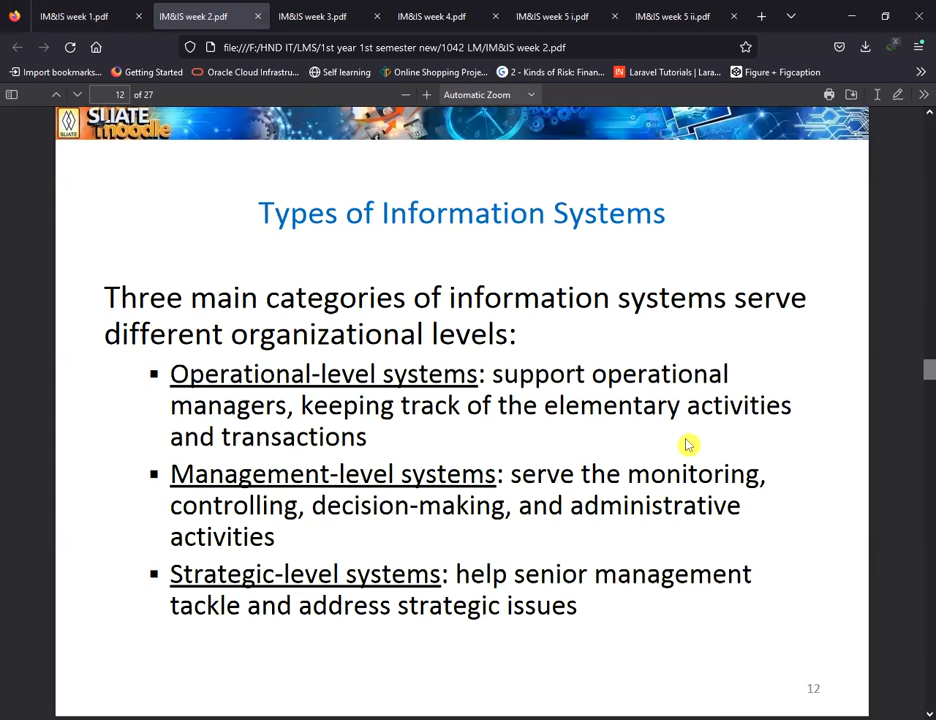 IM&IS week 1.pdf
IM&IS week 2.pdf
IM&IS week 3.pdf
IM&IS week 4.pdf
IM&IS week 5 i.pdf
IM&IS week 5 ii.pdf
file:///F:/HND IT/LMS/1st year 1st semester new/1042 LM/IM&IS week 2.pdf
Import bookmarks...
Getting Started
Oracle Cloud Infrastru...
Self learning
Online Shopping Proje...
2 - Kinds of Risk: Finan...
Laravel Tutorials | Lara...
Figure + Figcaption
12 of 27
Automatic Zoom
SLIATE
moodle
Types of Information Systems
Three main categories of information systems serve
different organizational levels:
▪ Operational-level systems: support operational
managers, keeping track of the elementary activities
and transactions
▪ Management-level systems: serve the monitoring,
controlling, decision-making, and administrative
activities
▪ Strategic-level systems: help senior management
tackle and address strategic issues
12